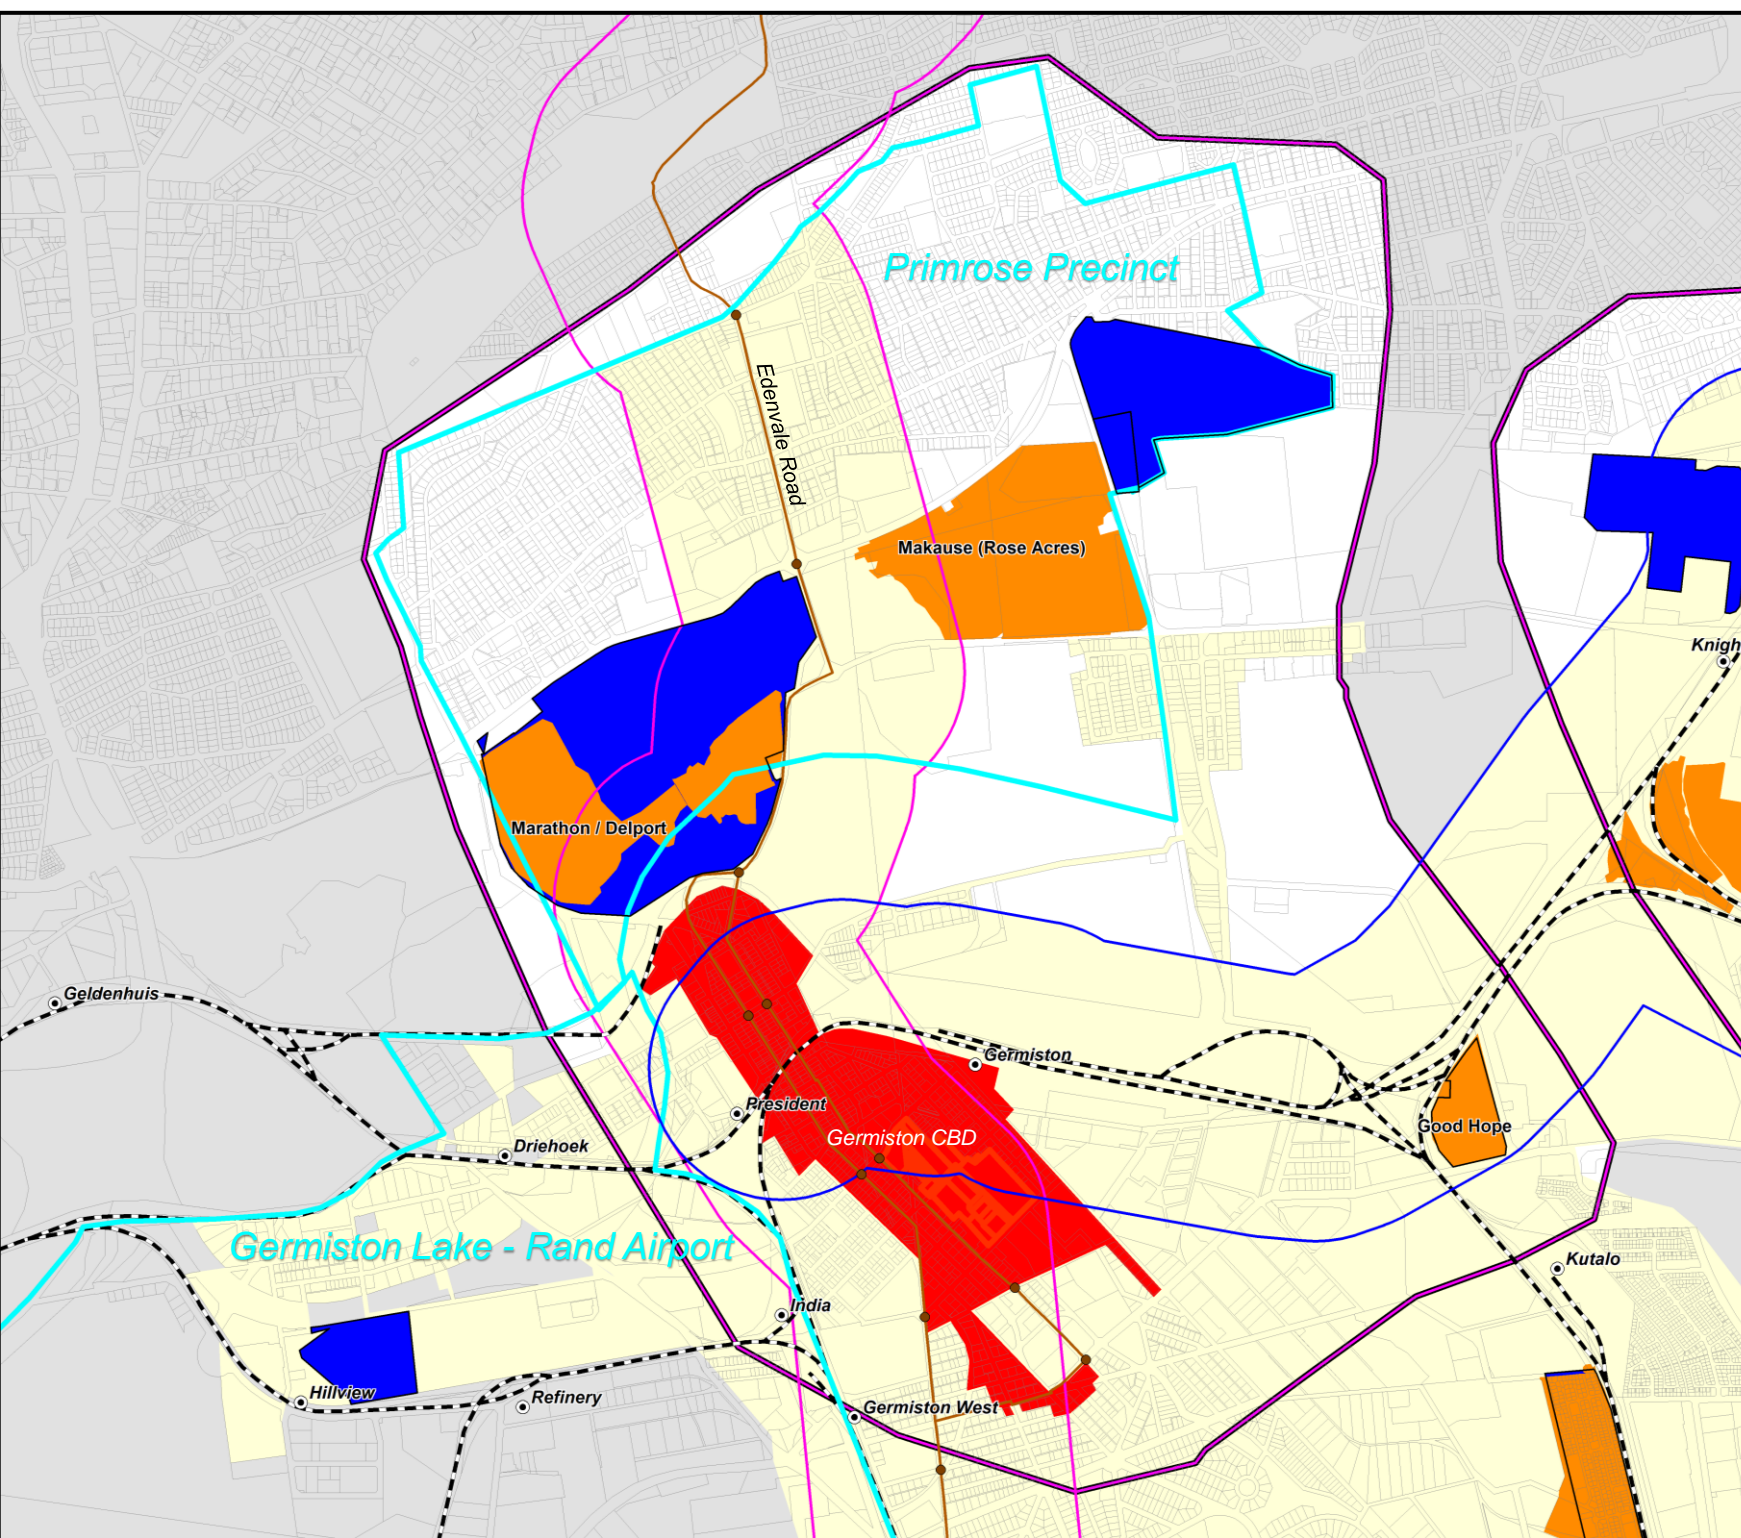 Primrose Precinct
Edenvale Road
Makause (Rose Acres)
Knigh
Marathon / Delport
Geldenhuis
Germiston
President
Good Hope
Germiston CBD
Driehoek
Germiston Lake - Rand Airport
Kutalo
India
Hillview
Refinery
Germiston West